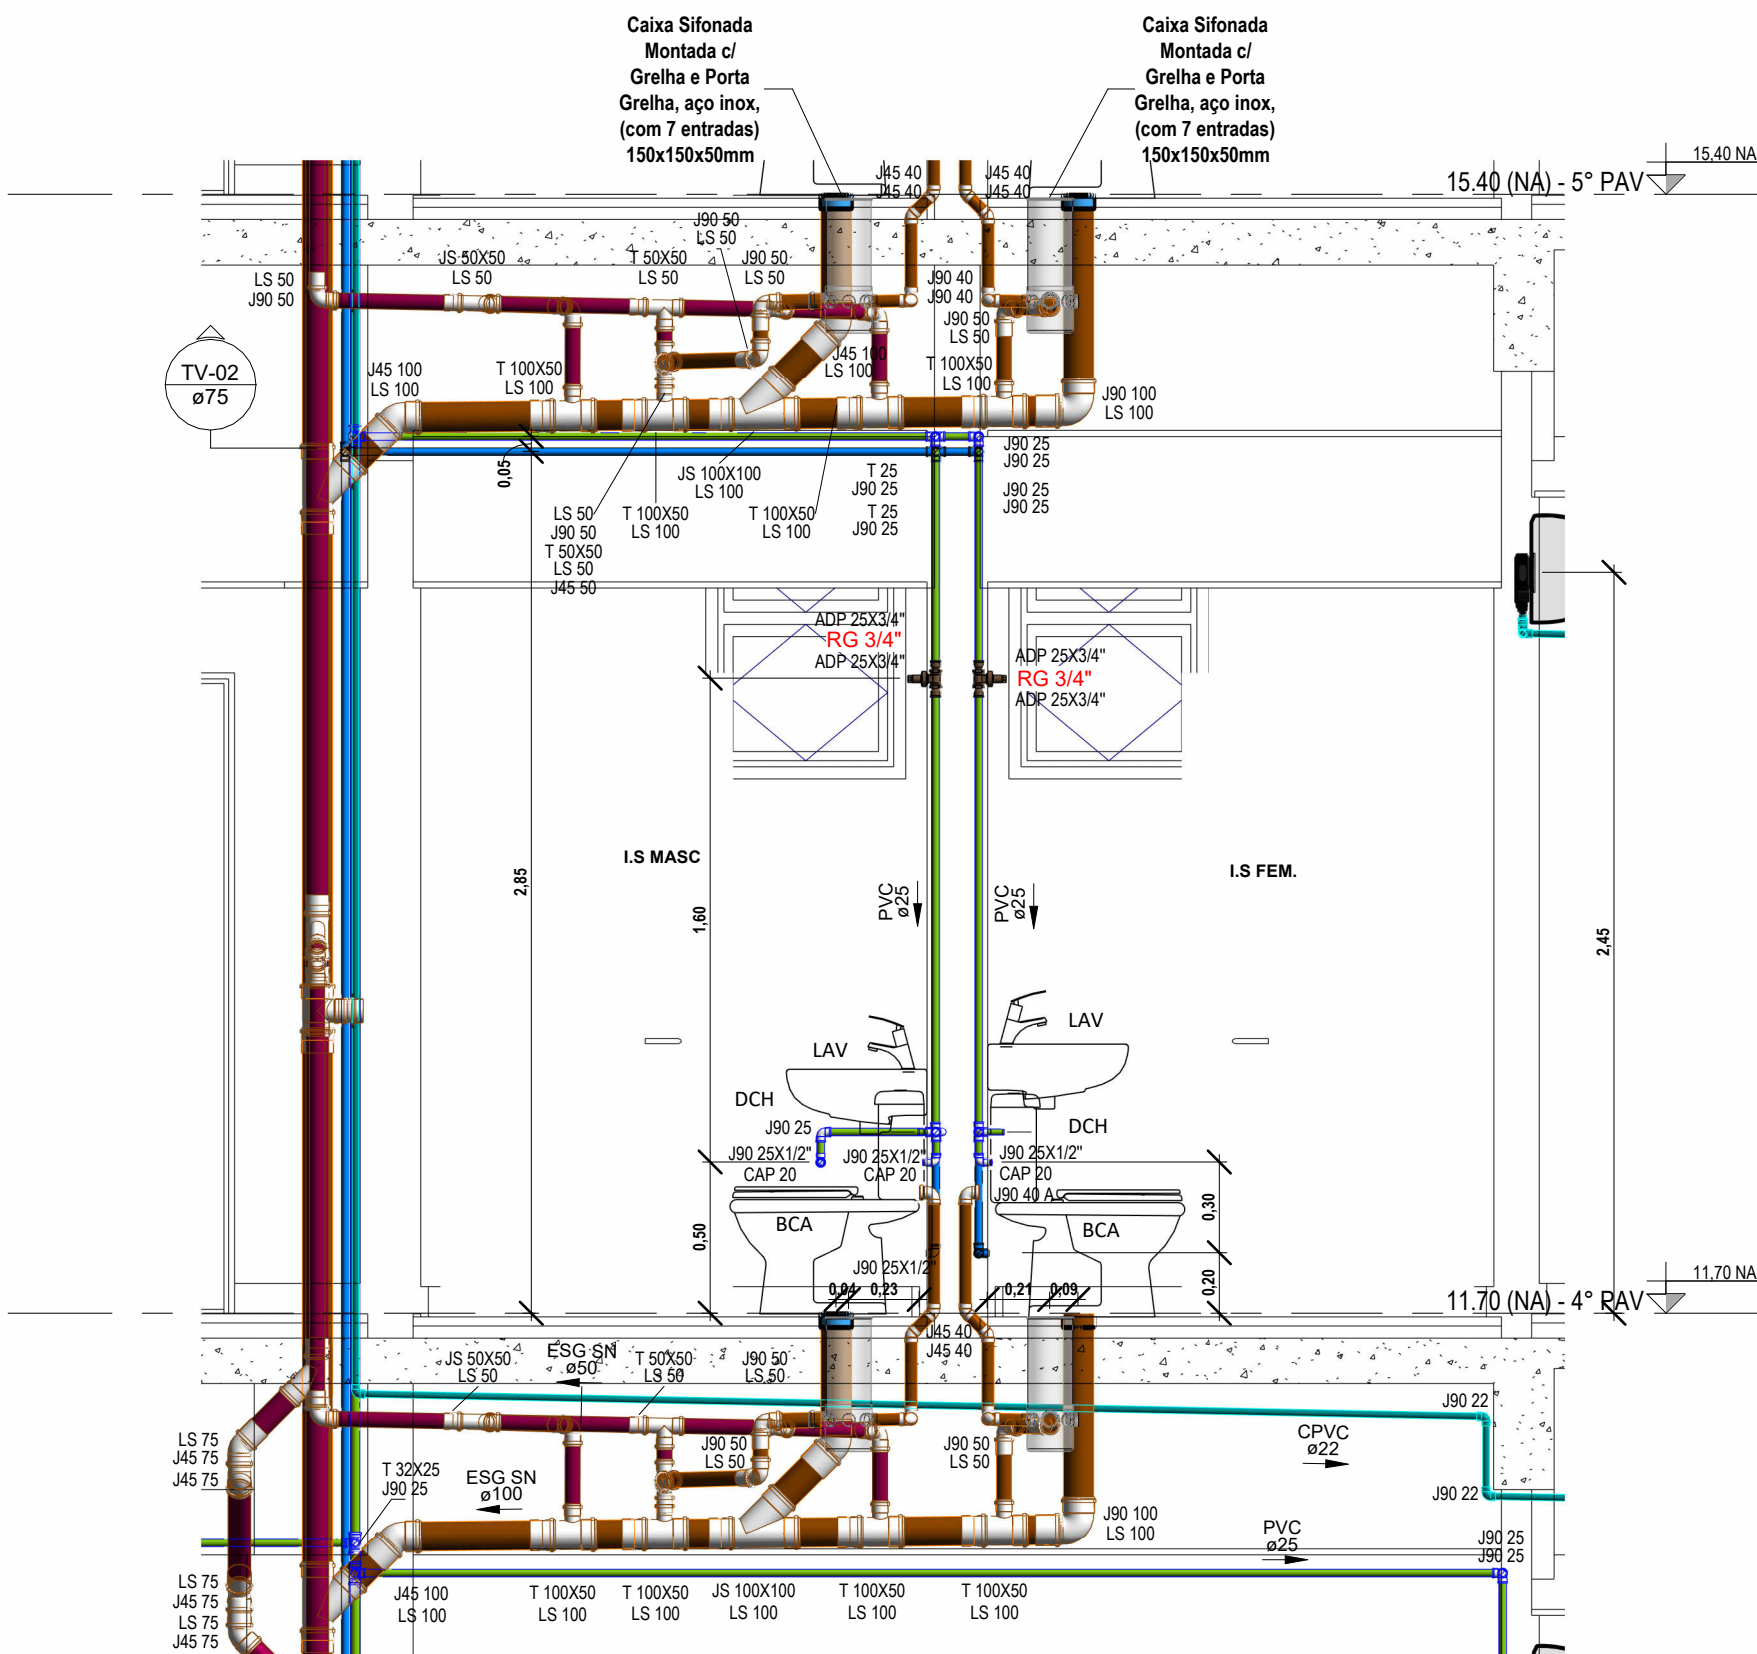 Caixa Sifonada
Montada c/
Grelha e Porta
Grelha, aço inox,
(com 7 entradas)
150x150x50mm
Caixa Sifonada
Montada c/
Grelha e Porta
Grelha, aço inox,
(com 7 entradas)
150x150x50mm
15,40 NA
15.40 (NA) - 5° PAV
J45 40
J45 40
J45 40
J45 40
J90 50
LS 50
JS 50X50
LS 50
T 50X50
LS 50
J90 50
LS 50
LS 50
J90 50
J90 40
J90 40
J90 50
LS 50
TV-02
ø75
J45 100
LS 100
T 100X50
LS 100
J45 100
LS 100
T 100X50
LS 100
J90 100
LS 100
0,05
JS 100X100
LS 100
T 25
J90 25
T 25
J90 25
J90 25
J90 25
J90 25
J90 25
LS 50
J90 50
T 50X50
LS 50
J45 50
T 100X50
LS 100
T 100X50
LS 100
ADP 25X3/4"
RG 3/4"
ADP 25X3/4"
ADP 25X3/4"
RG 3/4"
ADP 25X3/4"
I.S MASC
I.S FEM.
2,85
1,60
PVC
ø25
PVC
ø25
2,45
LAV
LAV
DCH
DCH
J90 25
J90 25X1/2"
CAP 20
J90 25X1/2"
CAP 20
J90 25X1/2"
CAP 20
J90 40 A
BCA
BCA
0,50
0,30
0,20
J90 25X1/2"
0,04
0,23
0,21
0,09
11,70 NA
11.70 (NA) - 4° PAV
J45 40
J45 40
JS 50X50
LS 50
ESG SN
ø50
T 50X50
LS 50
J90 50
LS 50
J90 22
LS 75
J45 75
J45 75
T 32X25
J90 25
ESG SN
ø100
J90 50
LS 50
J90 50
LS 50
CPVC
ø22
J90 22
J90 100
LS 100
PVC
ø25
J90 25
J90 25
LS 75
J45 75
LS 75
J45 75
J45 100
LS 100
T 100X50
LS 100
T 100X50
LS 100
JS 100X100
LS 100
T 100X50
LS 100
T 100X50
LS 100